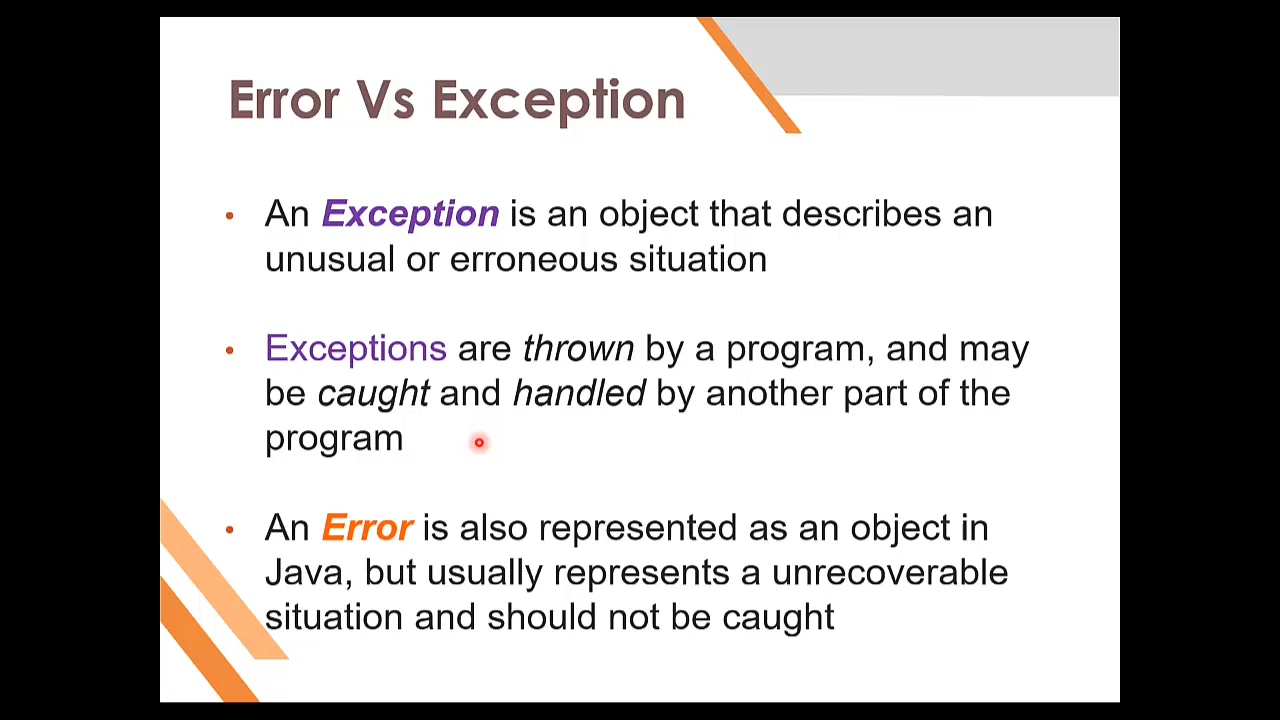 Error Vs Exception
• An Exception is an object that describes an
unusual or erroneous situation
• Exceptions are thrown by a program, and may
be caught and handled by another part of the
program
• An Error is also represented as an object in
Java, but usually represents a unrecoverable
situation and should not be caught